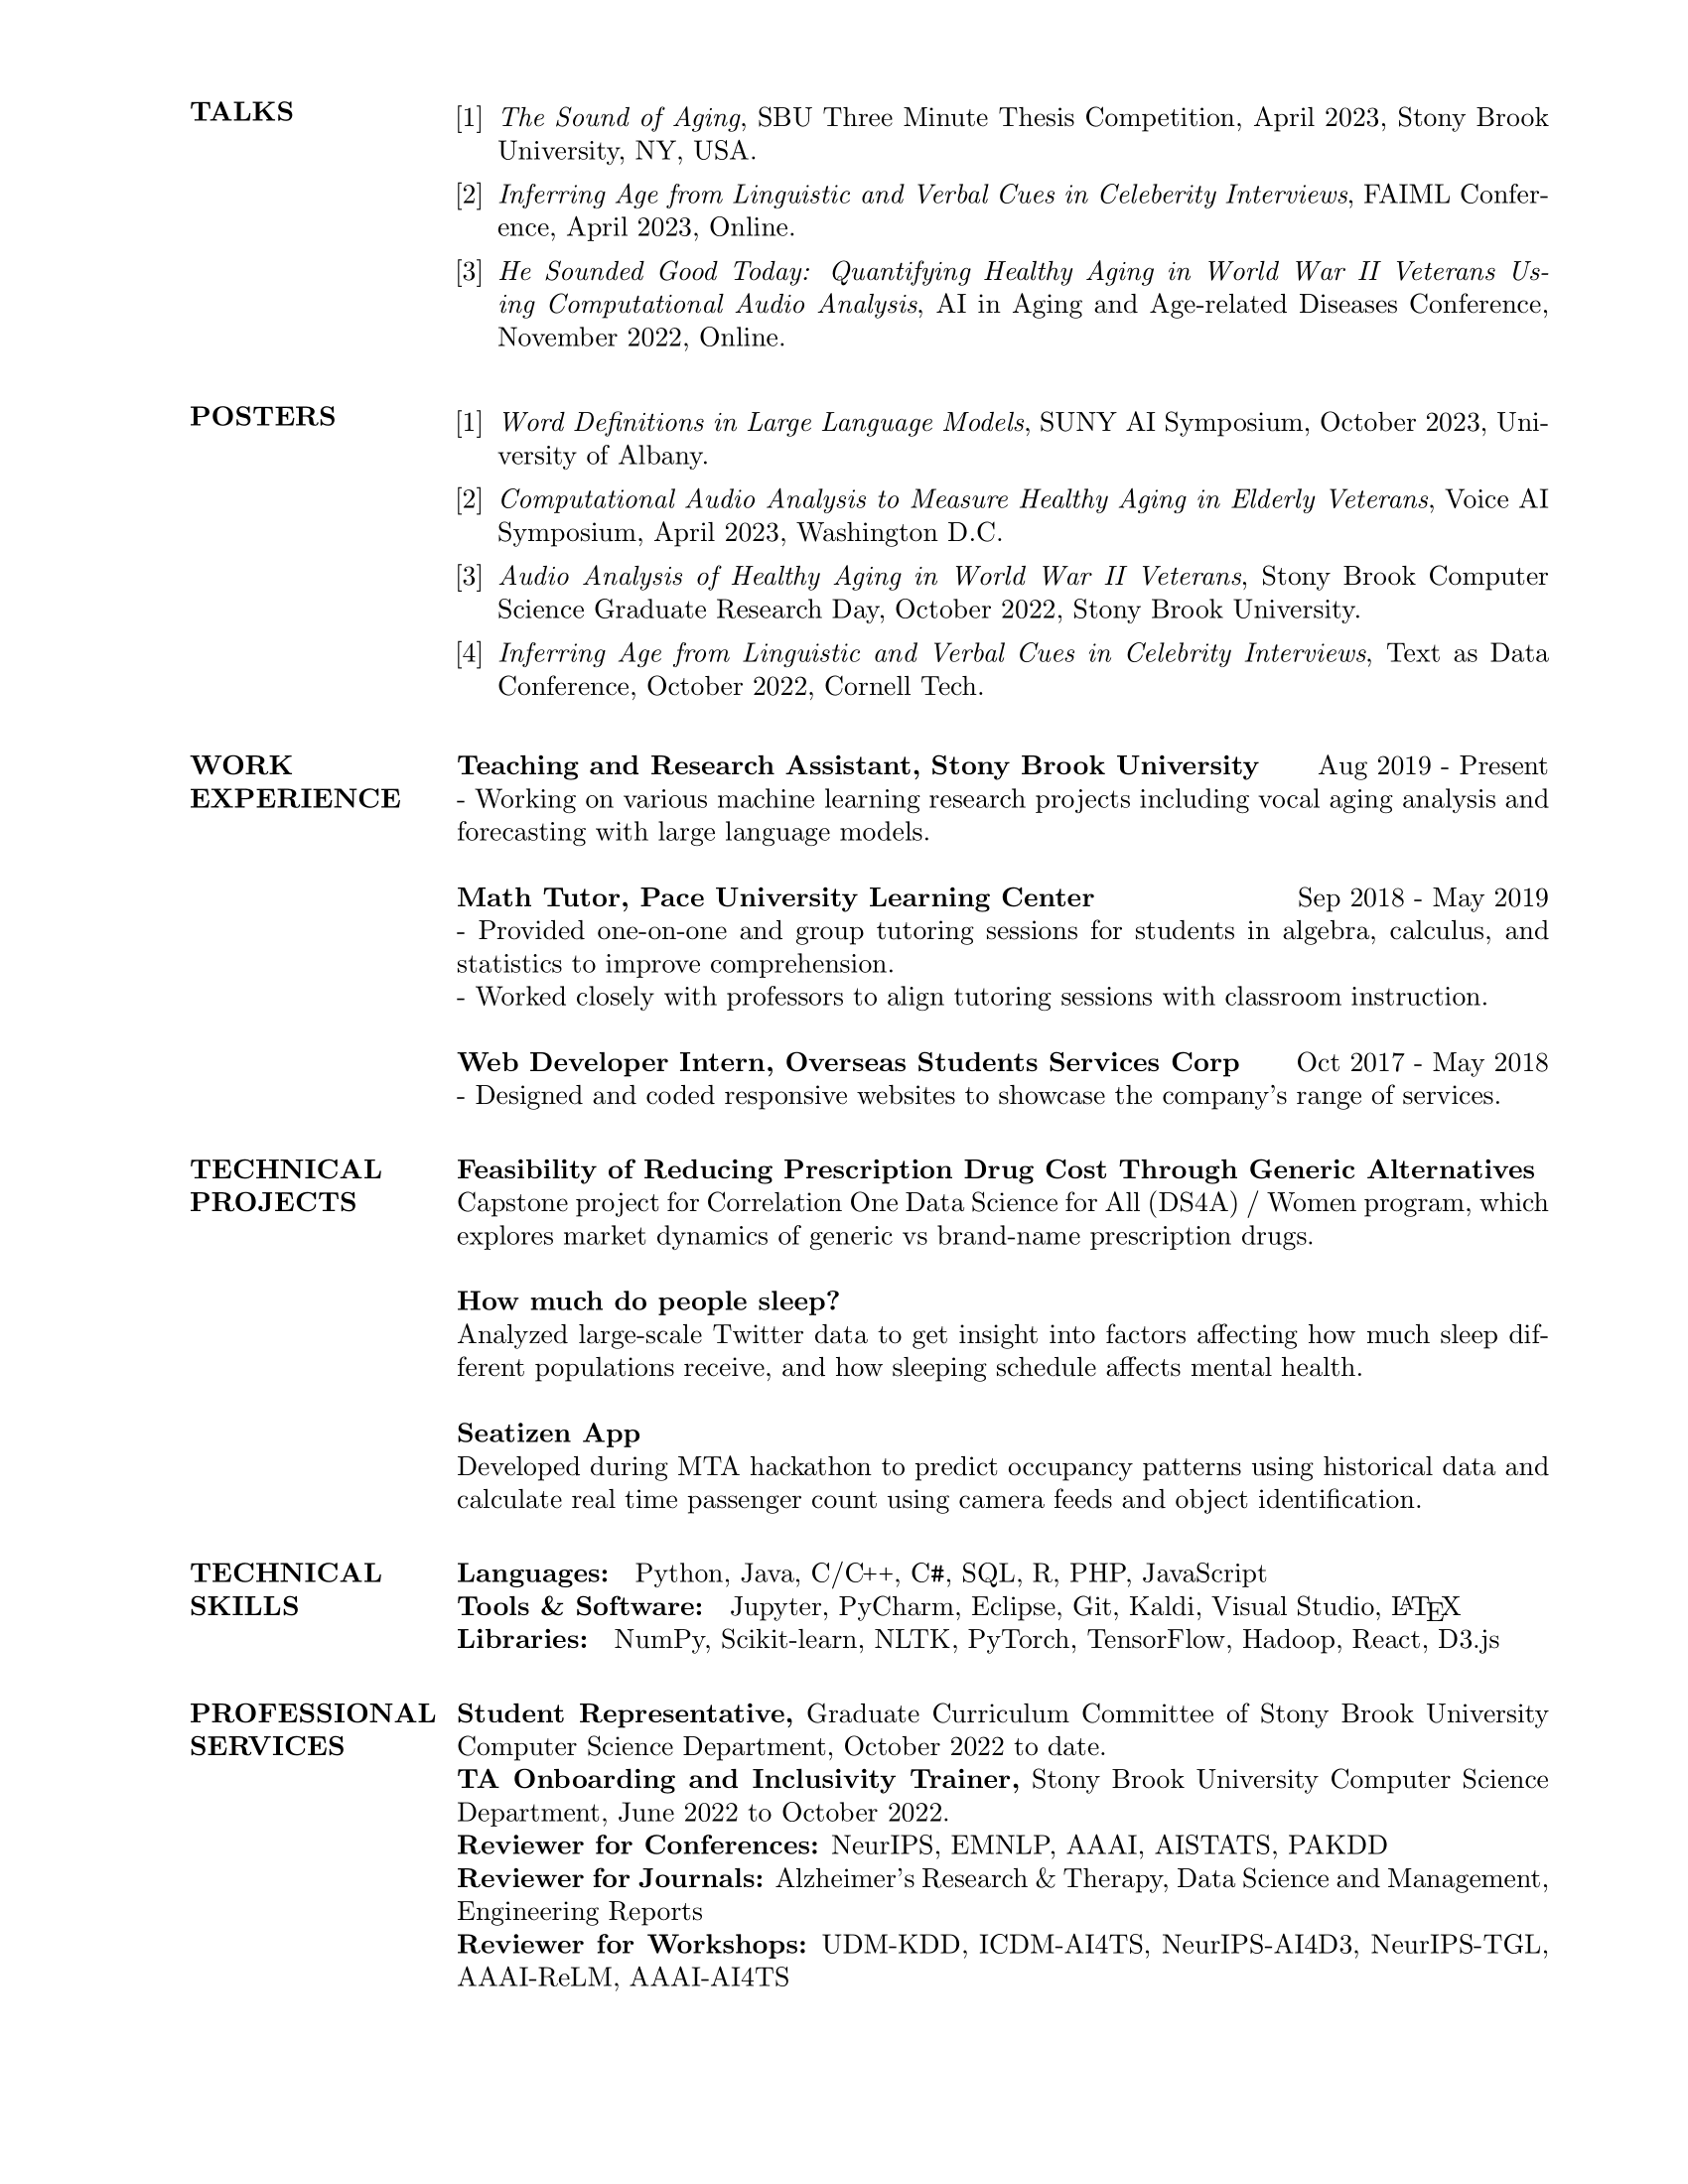 TALKS
[1] The Sound of Aging, SBU Three Minute Thesis Competition, April 2023, Stony Brook
University, NY, USA.
[2] Inferring Age from Linguistic and Verbal Cues in Celeberity Interviews, FAIML Confer-
ence, April 2023, Online.
[3] He Sounded Good Today: Quantifying Healthy Aging in World War II Veterans Us-
ing Computational Audio Analysis, AI in Aging and Age-related Diseases Conference,
November 2022, Online.
POSTERS
[1] Word Definitions in Large Language Models, SUNY AI Symposium, October 2023, Uni-
versity of Albany.
[2] Computational Audio Analysis to Measure Healthy Aging in Elderly Veterans, Voice AI
Symposium, April 2023, Washington D.C.
[3] Audio Analysis of Healthy Aging in World War II Veterans, Stony Brook Computer
Science Graduate Research Day, October 2022, Stony Brook University.
[4] Inferring Age from Linguistic and Verbal Cues in Celebrity Interviews, Text as Data
Conference, October 2022, Cornell Tech.
WORK
EXPERIENCE
Teaching and Research Assistant, Stony Brook University Aug 2019 - Present
- Working on various machine learning research projects including vocal aging analysis and
forecasting with large language models.
Math Tutor, Pace University Learning Center Sep 2018 - May 2019
- Provided one-on-one and group tutoring sessions for students in algebra, calculus, and
statistics to improve comprehension.
- Worked closely with professors to align tutoring sessions with classroom instruction.
Web Developer Intern, Overseas Students Services Corp Oct 2017 - May 2018
- Designed and coded responsive websites to showcase the company's range of services.
TECHNICAL
PROJECTS
Feasibility of Reducing Prescription Drug Cost Through Generic Alternatives
Capstone project for Correlation One Data Science for All (DS4A) / Women program, which
explores market dynamics of generic vs brand-name prescription drugs.
How much do people sleep?
Analyzed large-scale Twitter data to get insight into factors affecting how much sleep dif-
ferent populations receive, and how sleeping schedule affects mental health.
Seatizen App
Developed during MTA hackathon to predict occupancy patterns using historical data and
calculate real time passenger count using camera feeds and object identification.
TECHNICAL
SKILLS
Languages: Python, Java, C/C++, C#, SQL, R, PHP, JavaScript
Tools & Software: Jupyter, PyCharm, Eclipse, Git, Kaldi, Visual Studio, LATEX
Libraries: NumPy, Scikit-learn, NLTK, PyTorch, TensorFlow, Hadoop, React, D3.js
PROFESSIONAL
SERVICES
Student Representative, Graduate Curriculum Committee of Stony Brook University
Computer Science Department, October 2022 to date.
TA Onboarding and Inclusivity Trainer, Stony Brook University Computer Science
Department, June 2022 to October 2022.
Reviewer for Conferences: NeurIPS, EMNLP, AAAI, AISTATS, PAKDD
Reviewer for Journals: Alzheimer's Research & Therapy, Data Science and Management,
Engineering Reports
Reviewer for Workshops: UDM-KDD, ICDM-AI4TS, NeurIPS-AI4D3, NeurIPS-TGL,
AAAI-ReLM, AAAI-AI4TS